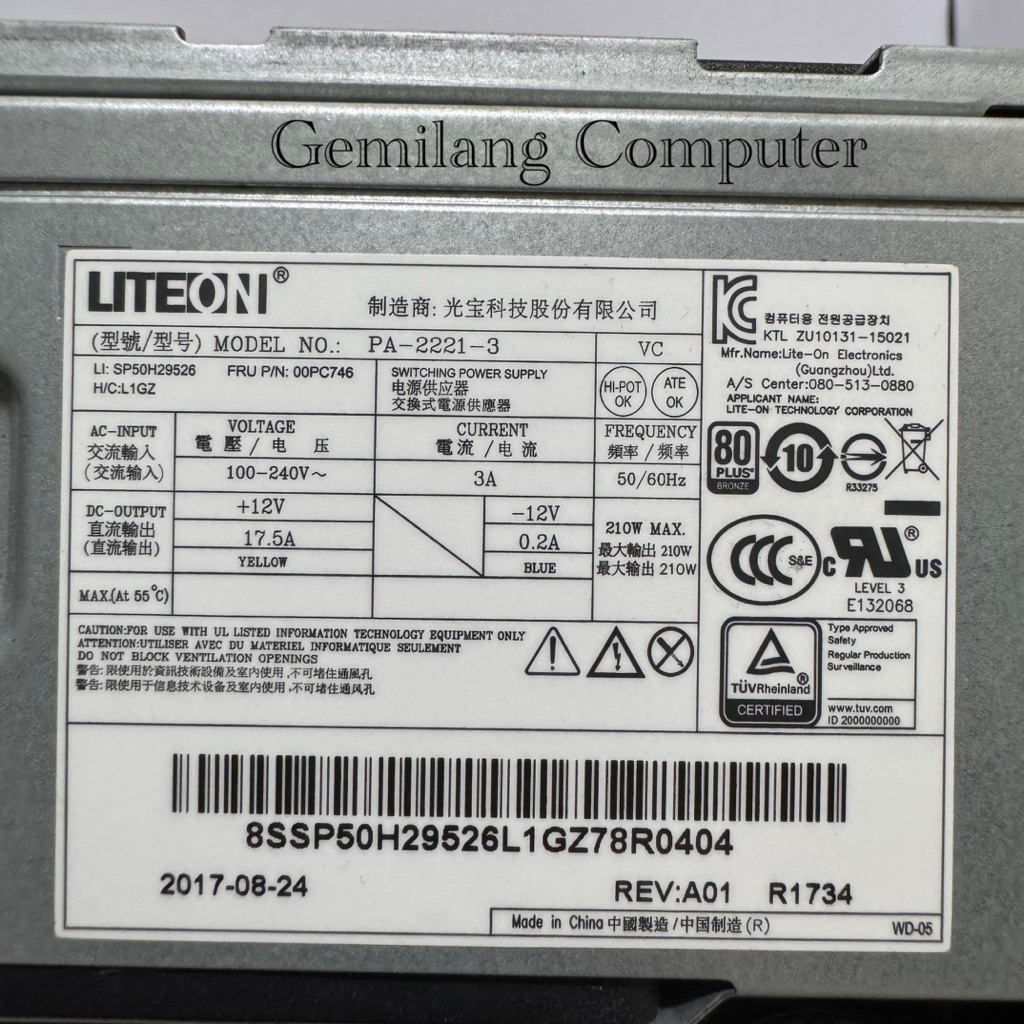 Gemilang Computer
LITEON®
制造商: 光宝科技股份有限公司
(型號/型号) MODEL NO.: PA-2221-3 VC
LI: SP50H29526 FRU P/N: 00PC746
H/C:L1GZ
SWITCHING POWER SUPPLY
电源供应器
交換式電源供應器
HI-POT
OK
ATE
OK
AC-INPUT
交流輸入
(交流输入)
VOLTAGE
電壓/电压
CURRENT
電流/电流
FREQUENCY
頻率/频率
100-240V~
3A
50/60Hz
DC-OUTPUT
直流輸出
(直流输出)
+12V
17.5A
YELLOW
-12V
0.2A
BLUE
210W MAX.
最大輸出 210W
最大输出 210W
MAX.(At 55°C)
CAUTION:FOR USE WITH UL LISTED INFORMATION TECHNOLOGY EQUIPMENT ONLY
ATTENTION:UTILISER AVEC DU MATERIEL INFORMATIQUE SEULEMENT
DO NOT BLOCK VENTILATION OPENINGS
警告: 限使用於資訊技術設備及室内使用,不可堵住通風孔
警告: 限使用于信息技术设备及室内使用,不可堵住通风孔
컴퓨터용 전원공급장치
KTL ZU10131-15021
Mfr.Name:Lite-On Electronics
(Guangzhou)Ltd.
A/S Center:080-513-0880
APPLICANT NAME:
LITE-ON TECHNOLOGY CORPORATION
80
PLUS®
BRONZE
10
R33275
CCC S&E
c RU® US
LEVEL 3
E132068
TÜVRheinland®
CERTIFIED
Type Approved
Safety
Regular Production
Surveillance
www.tuv.com
ID 2000000000
8SSP50H29526L1GZ78R0404
2017-08-24 REV:A01 R1734
Made in China 中國製造/中国制造(R)
WD-05